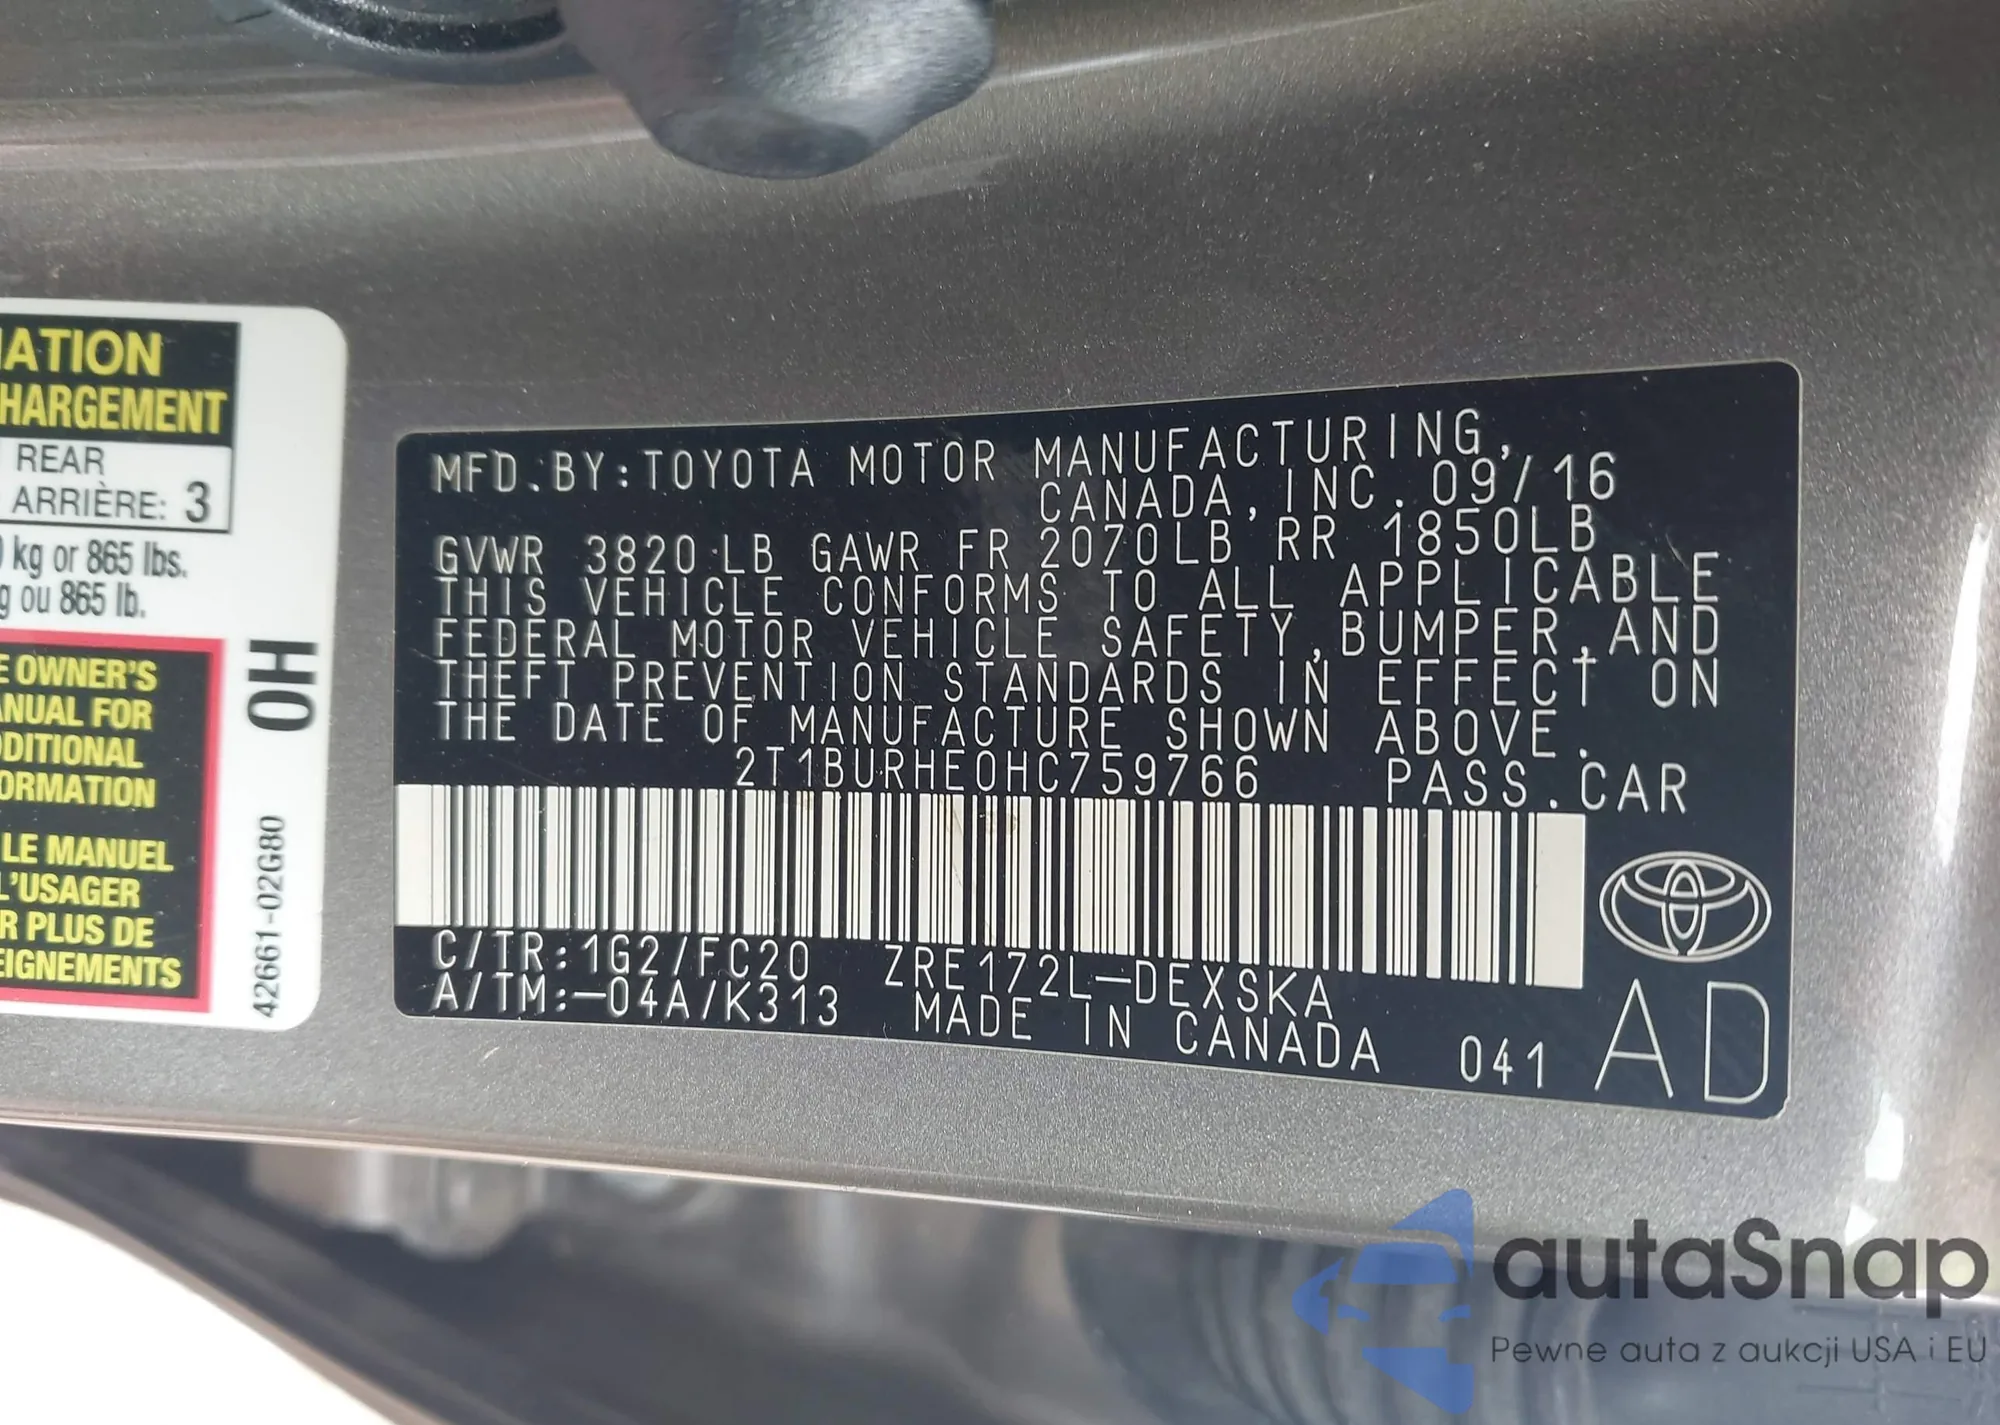 IATION
HARGEMENT
REAR
ARRIÈRE: 3
kg or 865 lbs.
g ou 865 lb.
E OWNER'S
ANUAL FOR
DDITIONAL
ORMATION
LE MANUEL
L'USAGER
R PLUS DE
EIGNEMENTS
0H
42661-02G80
MFD.BY:TOYOTA MOTOR MANUFACTURING,
CANADA,INC. 09/16
GVWR 3820 LB GAWR FR 2070LB RR 1850LB
THIS VEHICLE CONFORMS TO ALL APPLICABLE
FEDERAL MOTOR VEHICLE SAFETY,BUMPER,AND
THEFT PREVENTION STANDARDS IN EFFECT ON
THE DATE OF MANUFACTURE SHOWN ABOVE.
2T1BURHE0HC759766 PASS.CAR
C/TR:1G2/FC20 ZRE172L-DEXSKA
A/TM:-04A/K313 MADE IN CANADA 041 AD
autaSnap
Pewne auta z aukcji USA i EU